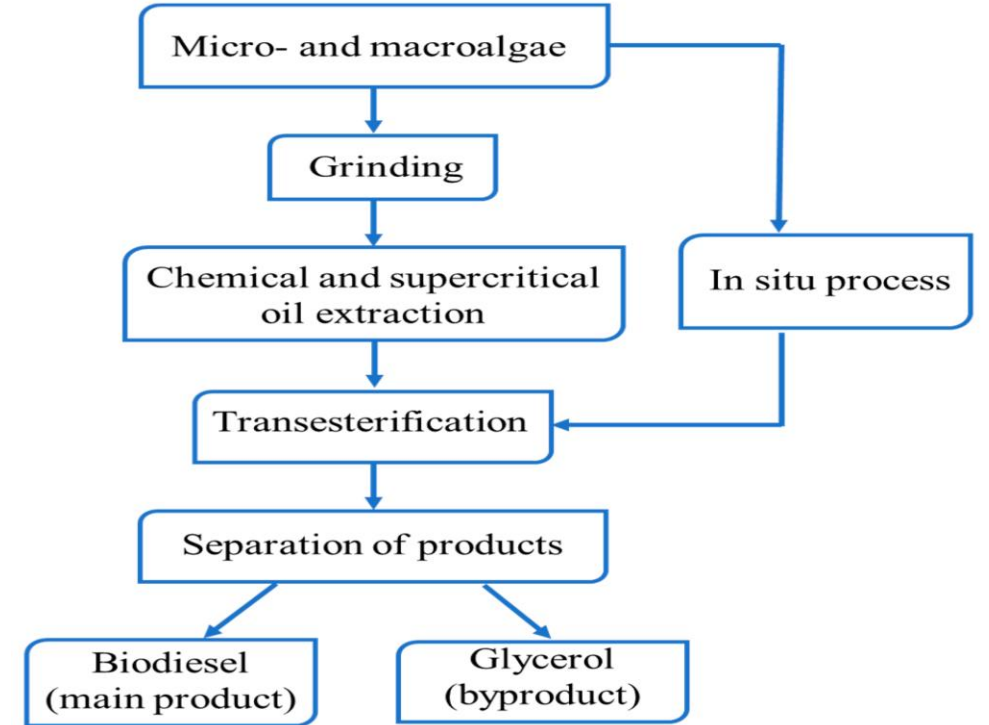 Micro- and macroalgae
Grinding
Chemical and supercritical
oil extraction
In situ process
Transesterification
Separation of products
Biodiesel
(main product)
Glycerol
(byproduct)